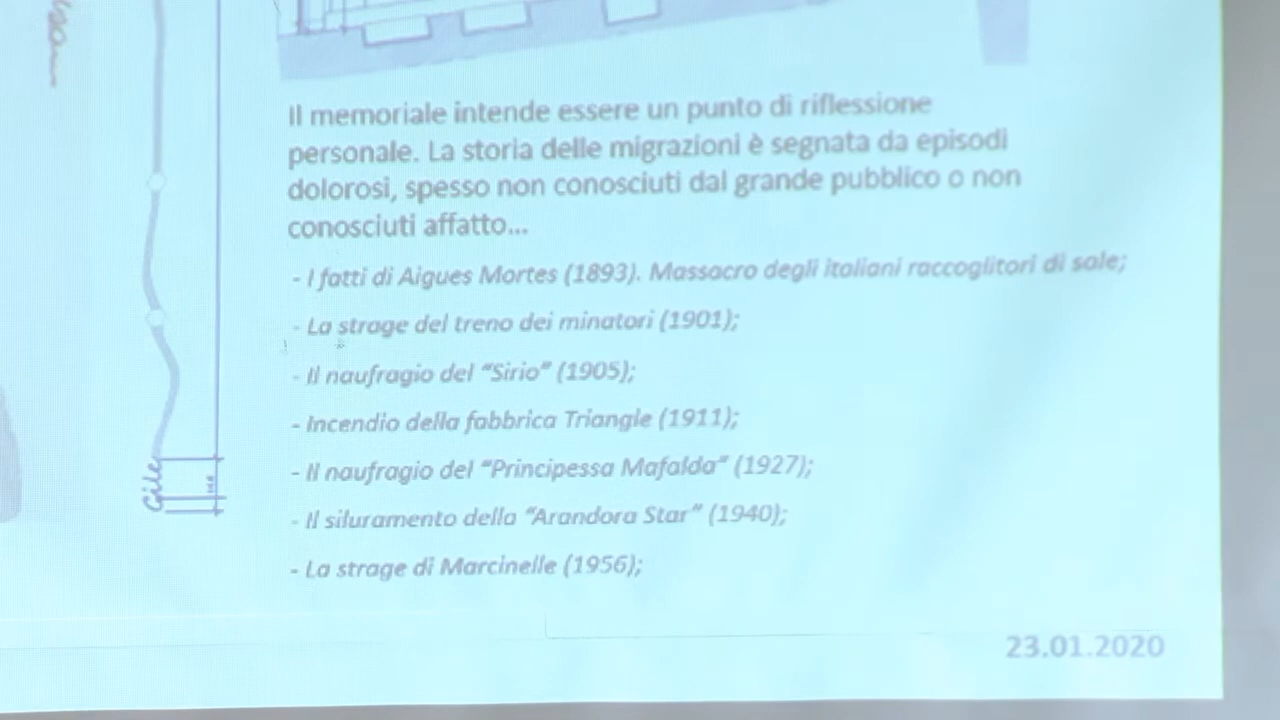 Il memoriale intende essere un punto di riflessione
personale. La storia delle migrazioni è segnata da episodi
dolorosi, spesso non conosciuti dal grande pubblico o non
conosciuti affatto...
- I fatti di Aigues Mortes (1893). Massacro degli italiani raccoglitori di sale;
- La strage del treno dei minatori (1901);
- Il naufragio del “Sirio” (1905);
- Incendio della fabbrica Triangle (1911);
- Il naufragio del “Principessa Mafalda” (1927);
- Il siluramento della “Arandora Star” (1940);
- La strage di Marcinelle (1956);
23.01.2020